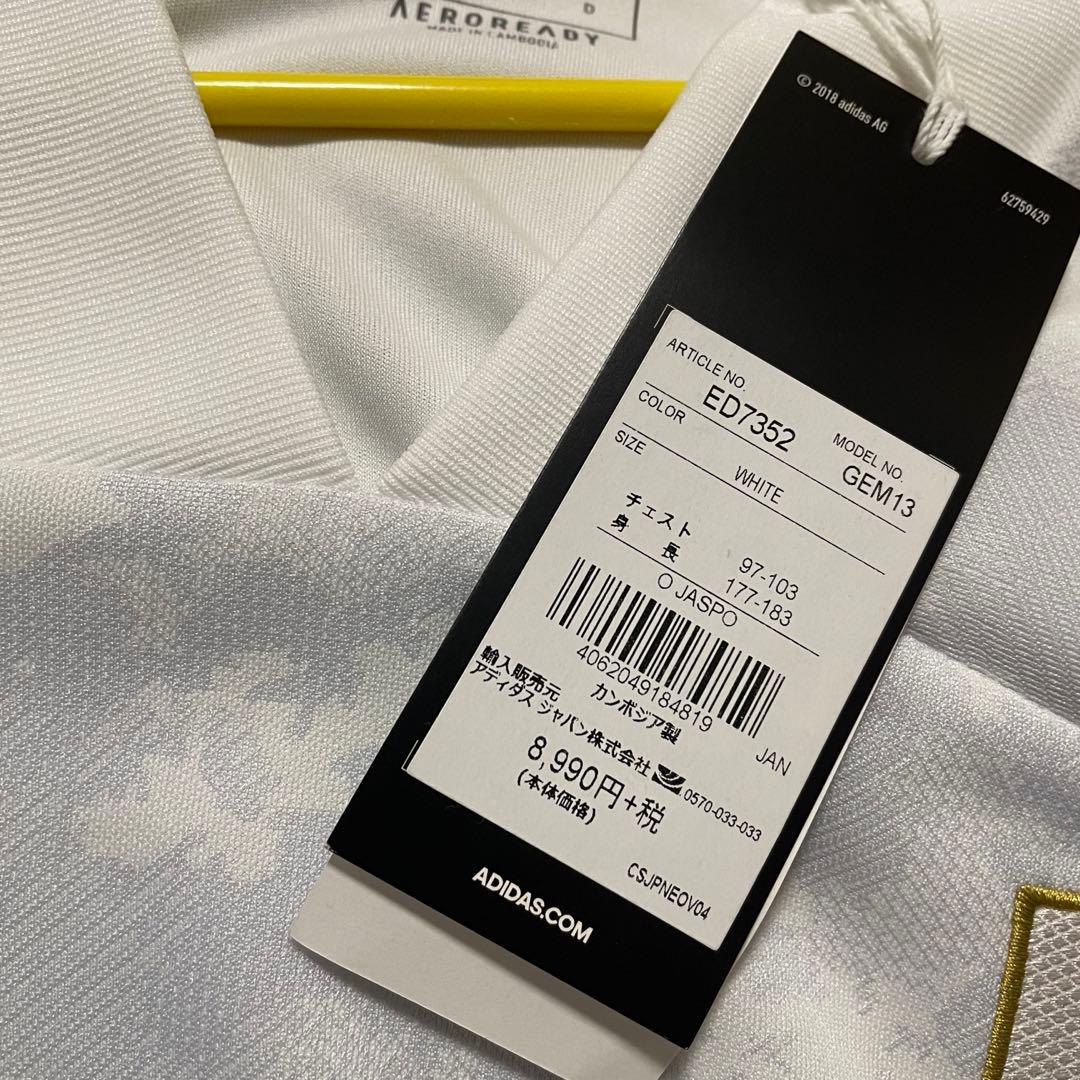 D
AEROREADY
MADE IN CAMBODIA
© 2018 adidas AG
62759429
ARTICLE NO.
ED7352
MODEL NO.
GEM13
COLOR
WHITE
SIZE
チェスト 97-103
身長 177-183
O JASPO
4062049184819
JAN
輸入販売元 カンボジア製
アディダス ジャパン株式会社
0570-033-033
8,990円+税
(本体価格)
CSJPNEOV04
ADIDAS.COM